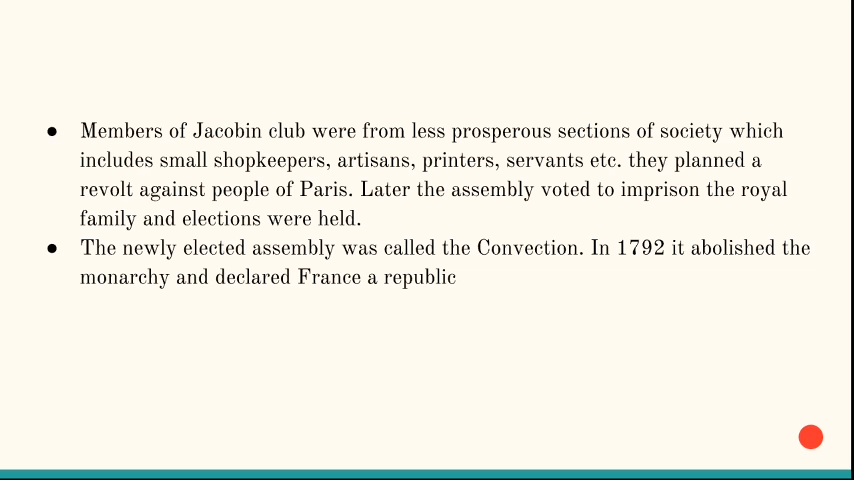 ● Members of Jacobin club were from less prosperous sections of society which
includes small shopkeepers, artisans, printers, servants etc. they planned a
revolt against people of Paris. Later the assembly voted to imprison the royal
family and elections were held.
● The newly elected assembly was called the Convection. In 1792 it abolished the
monarchy and declared France a republic